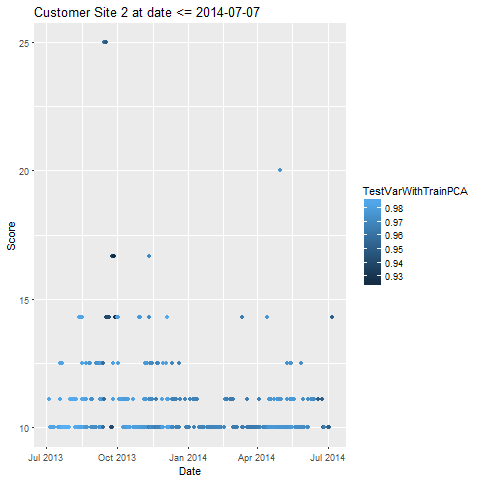 Customer Site 2 at date <= 2014-07-07
25
20
15
10
Score
Jul 2013
Oct 2013
Jan 2014
Apr 2014
Jul 2014
Date
TestVarWithTrainPCA
0.98
0.97
0.96
0.95
0.94
0.93